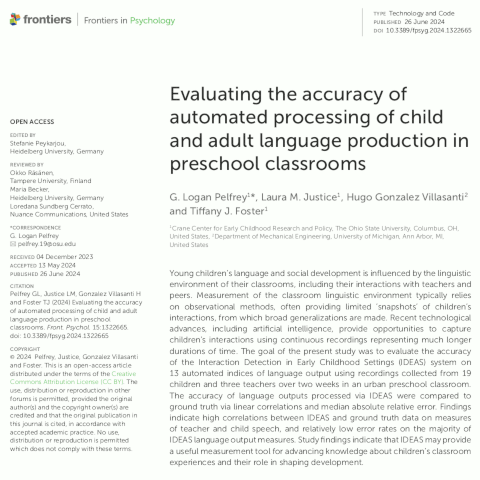 frontiers | Frontiers in Psychology
TYPE Technology and Code
PUBLISHED 26 June 2024
DOI 10.3389/fpsyg.2024.1322665
Evaluating the accuracy of
automated processing of child
and adult language production in
preschool classrooms
G. Logan Pelfrey¹*, Laura M. Justice¹, Hugo Gonzalez Villasanti²
and Tiffany J. Foster¹
¹Crane Center for Early Childhood Research and Policy, The Ohio State University, Columbus, OH,
United States, ²Department of Mechanical Engineering, University of Michigan, Ann Arbor, MI,
United States
Young children's language and social development is influenced by the linguistic
environment of their classrooms, including their interactions with teachers and
peers. Measurement of the classroom linguistic environment typically relies
on observational methods, often providing limited 'snapshots' of children's
interactions, from which broad generalizations are made. Recent technological
advances, including artificial intelligence, provide opportunities to capture
children's interactions using continuous recordings representing much longer
durations of time. The goal of the present study was to evaluate the accuracy
of the Interaction Detection in Early Childhood Settings (IDEAS) system on
13 automated indices of language output using recordings collected from 19
children and three teachers over two weeks in an urban preschool classroom.
The accuracy of language outputs processed via IDEAS were compared to
ground truth via linear correlations and median absolute relative error. Findings
indicate high correlations between IDEAS and ground truth data on measures
of teacher and child speech, and relatively low error rates on the majority of
IDEAS language output measures. Study findings indicate that IDEAS may provide
a useful measurement tool for advancing knowledge about children's classroom
experiences and their role in shaping development.
OPEN ACCESS
EDITED BY
Stefanie Peykarjou,
Heidelberg University, Germany
REVIEWED BY
Okko Räsänen,
Tampere University, Finland
Maria Becker,
Heidelberg University, Germany
Loredana Sundberg Cerrato,
Nuance Communications, United States
*CORRESPONDENCE
G. Logan Pelfrey
✉ pelfrey.19@osu.edu
RECEIVED 04 December 2023
ACCEPTED 13 May 2024
PUBLISHED 26 June 2024
CITATION
Pelfrey GL, Justice LM, Gonzalez Villasanti H
and Foster TJ (2024) Evaluating the accuracy
of automated processing of child and adult
language production in preschool
classrooms. Front. Psychol. 15:1322665.
doi: 10.3389/fpsyg.2024.1322665
COPYRIGHT
© 2024 Pelfrey, Justice, Gonzalez Villasanti
and Foster. This is an open-access article
distributed under the terms of the Creative
Commons Attribution License (CC BY). The
use, distribution or reproduction in other
forums is permitted, provided the original
author(s) and the copyright owner(s) are
credited and that the original publication in
this journal is cited, in accordance with
accepted academic practice. No use,
distribution or reproduction is permitted
which does not comply with these terms.